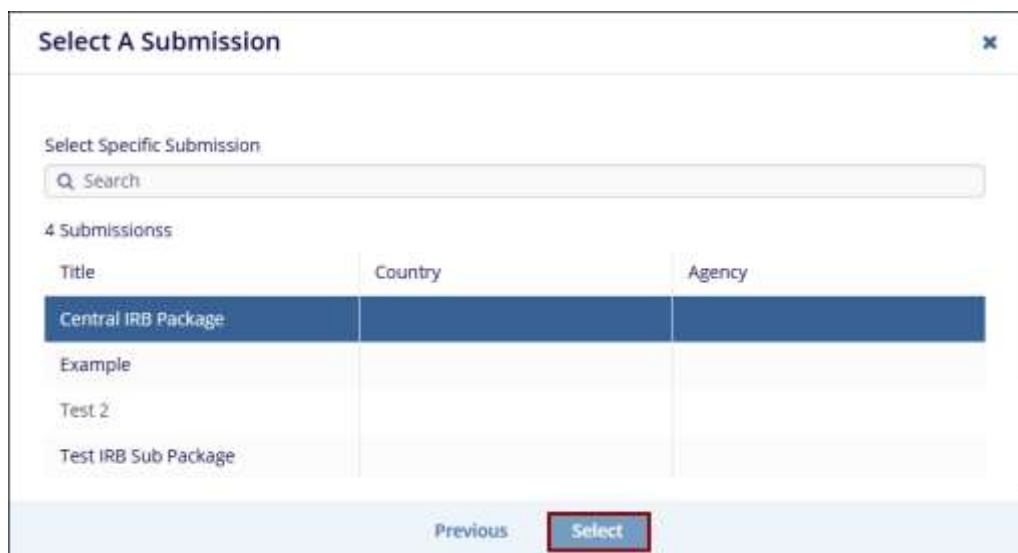 Select A Submission
Select Specific Submission
Search
4 Submissionss
Title Country Agency
Central IRB Package
Example
Test 2
Test IRB Sub Package
Previous Select